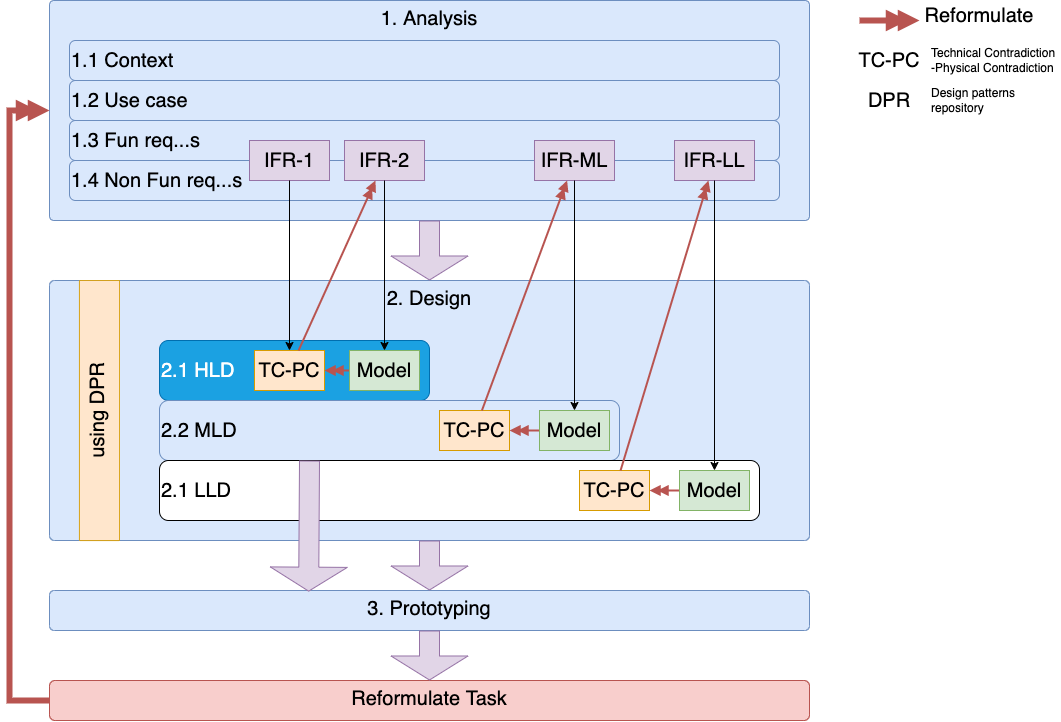 1. Analysis
1.1 Context
1.2 Use case
1.3 Fun req...s
1.4 Non Fun req...s
IFR-1
IFR-2
IFR-ML
IFR-LL
Reformulate
TC-PC
Technical Contradiction
-Physical Contradiction
DPR
Design patterns
repository
2. Design
using DPR
2.1 HLD
TC-PC
Model
2.2 MLD
TC-PC
Model
2.1 LLD
TC-PC
Model
3. Prototyping
Reformulate Task